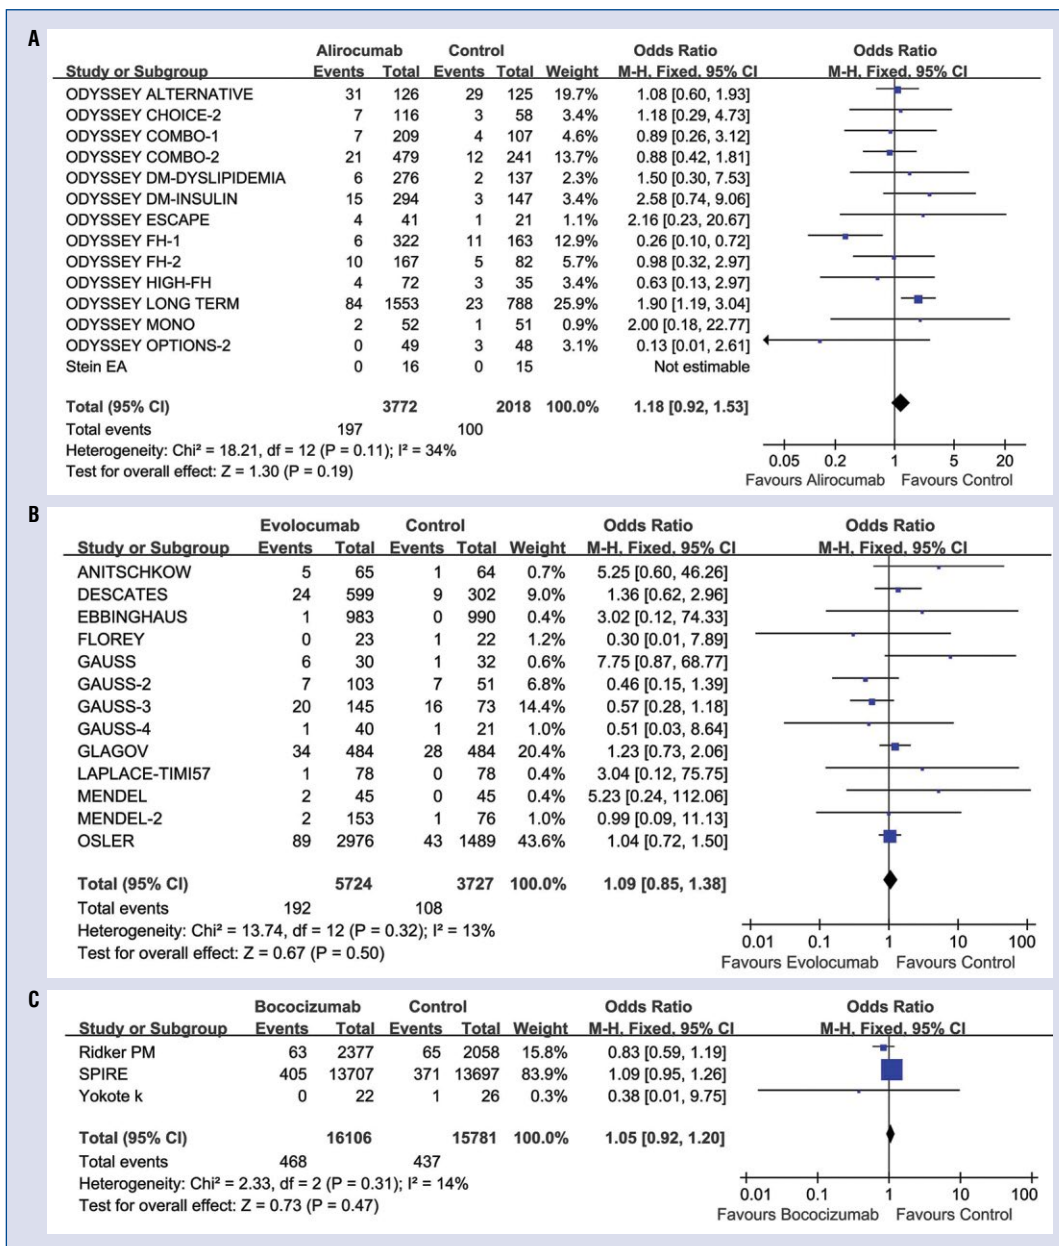 A
Alirocumab Control Odds Ratio Odds Ratio
Study or Subgroup Events Total Events Total Weight M-H, Fixed, 95% CI M-H, Fixed, 95% CI
ODYSSEY ALTERNATIVE 31 126 29 125 19.7% 1.08 [0.60, 1.93]
ODYSSEY CHOICE-2 7 116 3 58 3.4% 1.18 [0.29, 4.73]
ODYSSEY COMBO-1 7 209 4 107 4.6% 0.89 [0.26, 3.12]
ODYSSEY COMBO-2 21 479 12 241 13.7% 0.88 [0.42, 1.81]
ODYSSEY DM-DYSLIPIDEMIA 6 276 2 137 2.3% 1.50 [0.30, 7.53]
ODYSSEY DM-INSULIN 15 294 3 147 3.4% 2.58 [0.74, 9.06]
ODYSSEY ESCAPE 4 41 1 21 1.1% 2.16 [0.23, 20.67]
ODYSSEY FH-1 6 322 11 163 12.9% 0.26 [0.10, 0.72]
ODYSSEY FH-2 10 167 5 82 5.7% 0.98 [0.32, 2.97]
ODYSSEY HIGH-FH 4 72 3 35 3.4% 0.63 [0.13, 2.97]
ODYSSEY LONG TERM 84 1553 23 788 25.9% 1.90 [1.19, 3.04]
ODYSSEY MONO 2 52 1 51 0.9% 2.00 [0.18, 22.77]
ODYSSEY OPTIONS-2 0 49 3 48 3.1% 0.13 [0.01, 2.61]
Stein EA 0 16 0 15 Not estimable
Total (95% CI) 3772 2018 100.0% 1.18 [0.92, 1.53]
Total events 197 100
Heterogeneity: Chi² = 18.21, df = 12 (P = 0.11); I² = 34%
Test for overall effect: Z = 1.30 (P = 0.19)
0.05 0.2 1 5 20
Favours Alirocumab Favours Control
B
Evolocumab Control Odds Ratio Odds Ratio
Study or Subgroup Events Total Events Total Weight M-H, Fixed, 95% CI M-H, Fixed, 95% CI
ANITSCHKOW 5 65 1 64 0.7% 5.25 [0.60, 46.26]
DESCATES 24 599 9 302 9.0% 1.36 [0.62, 2.96]
EBBINGHAUS 1 983 0 990 0.4% 3.02 [0.12, 74.33]
FLOREY 0 23 1 22 1.2% 0.30 [0.01, 7.89]
GAUSS 6 30 1 32 0.6% 7.75 [0.87, 68.77]
GAUSS-2 7 103 7 51 6.8% 0.46 [0.15, 1.39]
GAUSS-3 20 145 16 73 14.4% 0.57 [0.28, 1.18]
GAUSS-4 1 40 1 21 1.0% 0.51 [0.03, 8.64]
GLAGOV 34 484 28 484 20.4% 1.23 [0.73, 2.06]
LAPLACE-TIMI57 1 78 0 78 0.4% 3.04 [0.12, 75.75]
MENDEL 2 45 0 45 0.4% 5.23 [0.24, 112.06]
MENDEL-2 2 153 1 76 1.0% 0.99 [0.09, 11.13]
OSLER 89 2976 43 1489 43.6% 1.04 [0.72, 1.50]
Total (95% CI) 5724 3727 100.0% 1.09 [0.85, 1.38]
Total events 192 108
Heterogeneity: Chi² = 13.74, df = 12 (P = 0.32); I² = 13%
Test for overall effect: Z = 0.67 (P = 0.50)
0.01 0.1 1 10 100
Favours Evolocumab Favours Control
C
Bococizumab Control Odds Ratio Odds Ratio
Study or Subgroup Events Total Events Total Weight M-H, Fixed, 95% CI M-H, Fixed, 95% CI
Ridker PM 63 2377 65 2058 15.8% 0.83 [0.59, 1.19]
SPIRE 405 13707 371 13697 83.9% 1.09 [0.95, 1.26]
Yokote k 0 22 1 26 0.3% 0.38 [0.01, 9.75]
Total (95% CI) 16106 15781 100.0% 1.05 [0.92, 1.20]
Total events 468 437
Heterogeneity: Chi² = 2.33, df = 2 (P = 0.31); I² = 14%
Test for overall effect: Z = 0.73 (P = 0.47)
0.01 0.1 1 10 100
Favours Bococizumab Favours Control